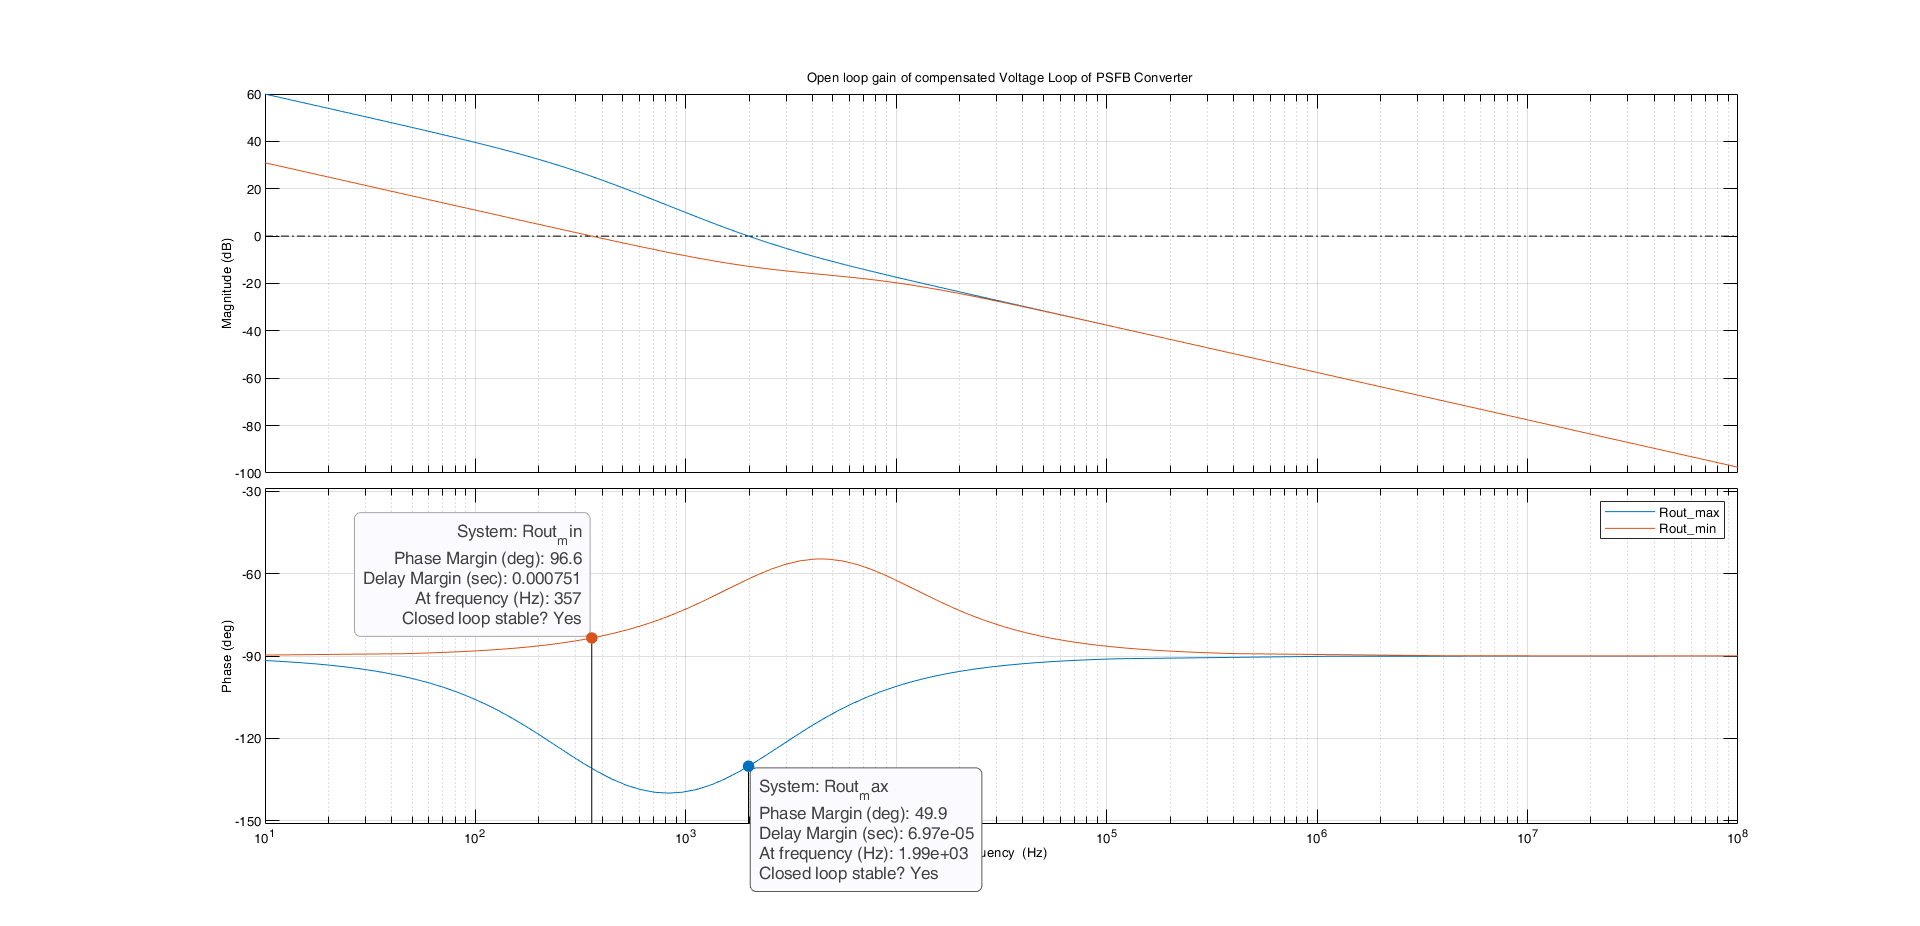 Open loop gain of compensated Voltage Loop of PSFB Converter
60
40
20
0
-20
-40
-60
-80
-100
Magnitude (dB)
-30
-60
-90
-120
-150
Phase (deg)
Rout_max
Rout_min
System: Rout_min
Phase Margin (deg): 96.6
Delay Margin (sec): 0.000751
At frequency (Hz): 357
Closed loop stable? Yes
System: Rout_max
Phase Margin (deg): 49.9
Delay Margin (sec): 6.97e-05
At frequency (Hz): 1.99e+03
Closed loop stable? Yes
10^1 10^2 10^3 10^5 10^6 10^7 10^8
uency (Hz)